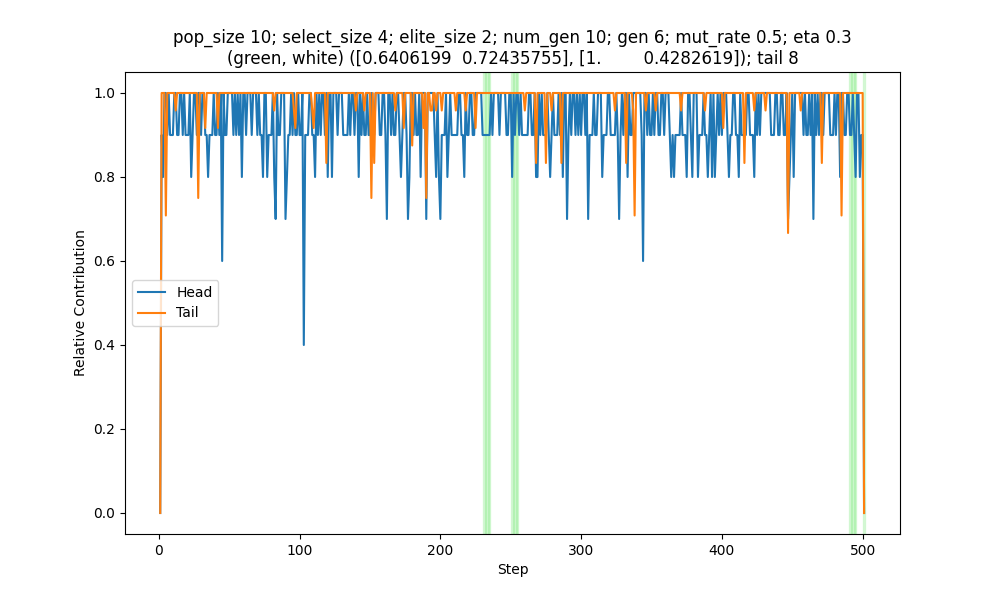 pop_size 10; select_size 4; elite_size 2; num_gen 10; gen 6; mut_rate 0.5; eta 0.3
(green, white) ([0.6406199 0.72435755], [1. 0.4282619]); tail 8
1.0
0.8
0.6
0.4
0.2
0.0
Relative Contribution
Head
Tail
0
100
200
300
400
500
Step